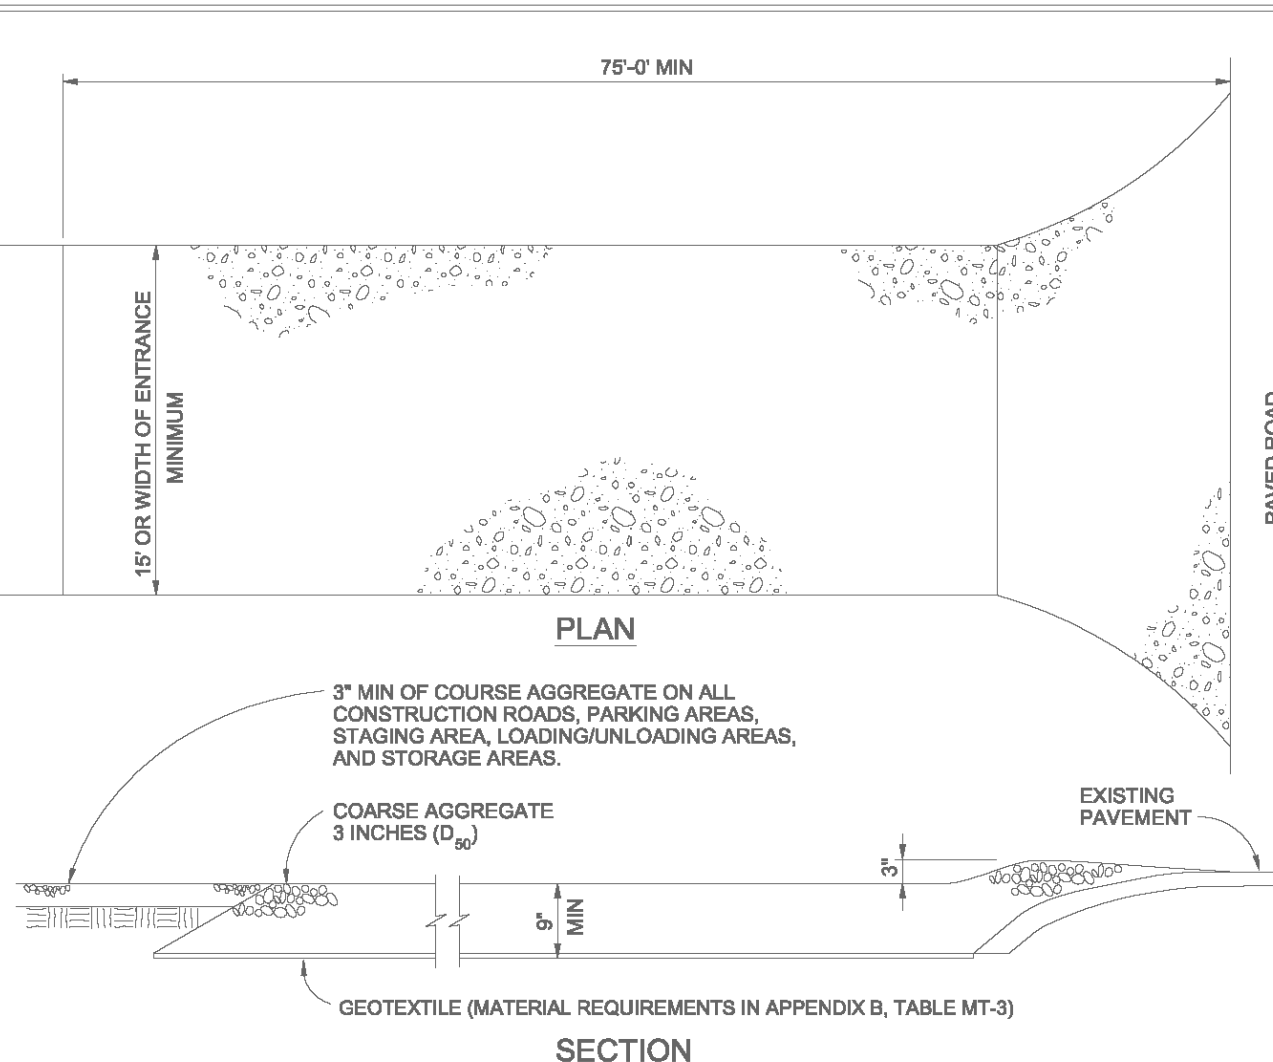 75'-0' MIN
15' OR WIDTH OF ENTRANCE
MINIMUM
PAVED ROAD
PLAN
3" MIN OF COURSE AGGREGATE ON ALL
CONSTRUCTION ROADS, PARKING AREAS,
STAGING AREA, LOADING/UNLOADING AREAS,
AND STORAGE AREAS.
COARSE AGGREGATE
3 INCHES (D50)
EXISTING
PAVEMENT
3"
9"
MIN
GEOTEXTILE (MATERIAL REQUIREMENTS IN APPENDIX B, TABLE MT-3)
SECTION